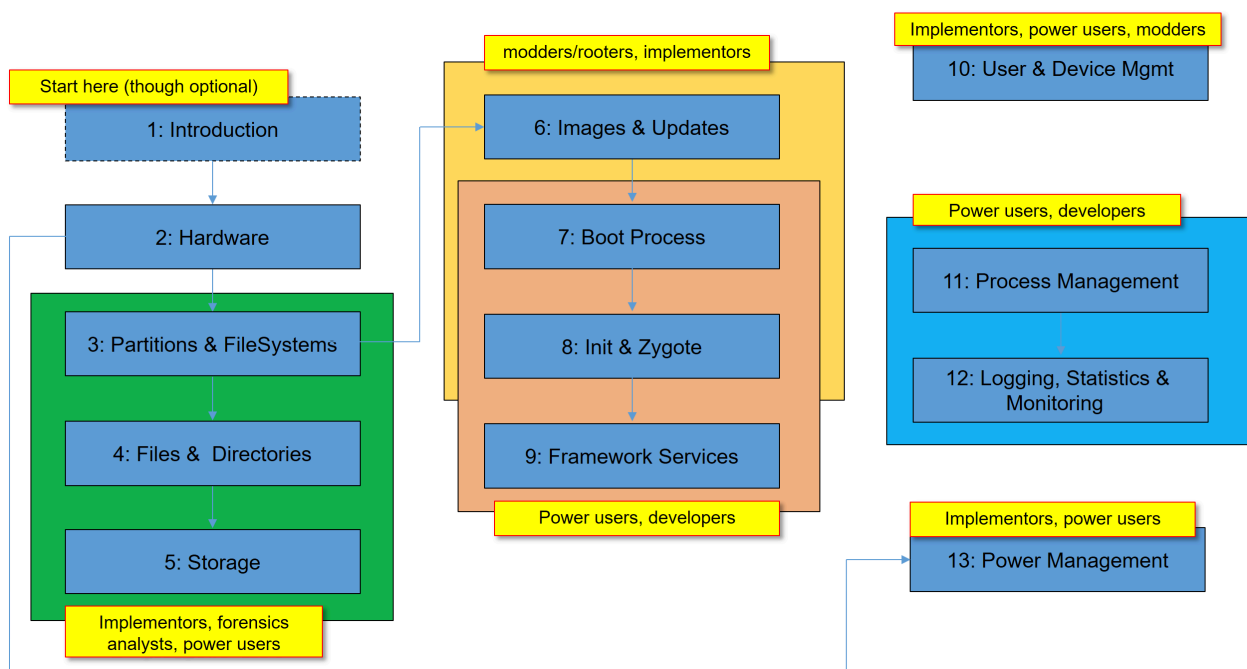 Start here (though optional)
1: Introduction
2: Hardware
3: Partitions & FileSystems
4: Files &  Directories
5: Storage
Implementors, forensics
analysts, power users
modders/rooters, implementors
6: Images & Updates
7: Boot Process
8: Init & Zygote
9: Framework Services
Power users, developers
Implementors, power users, modders
10: User & Device Mgmt
Power users, developers
11: Process Management
12: Logging, Statistics &
Monitoring
Implementors, power users
13: Power Management